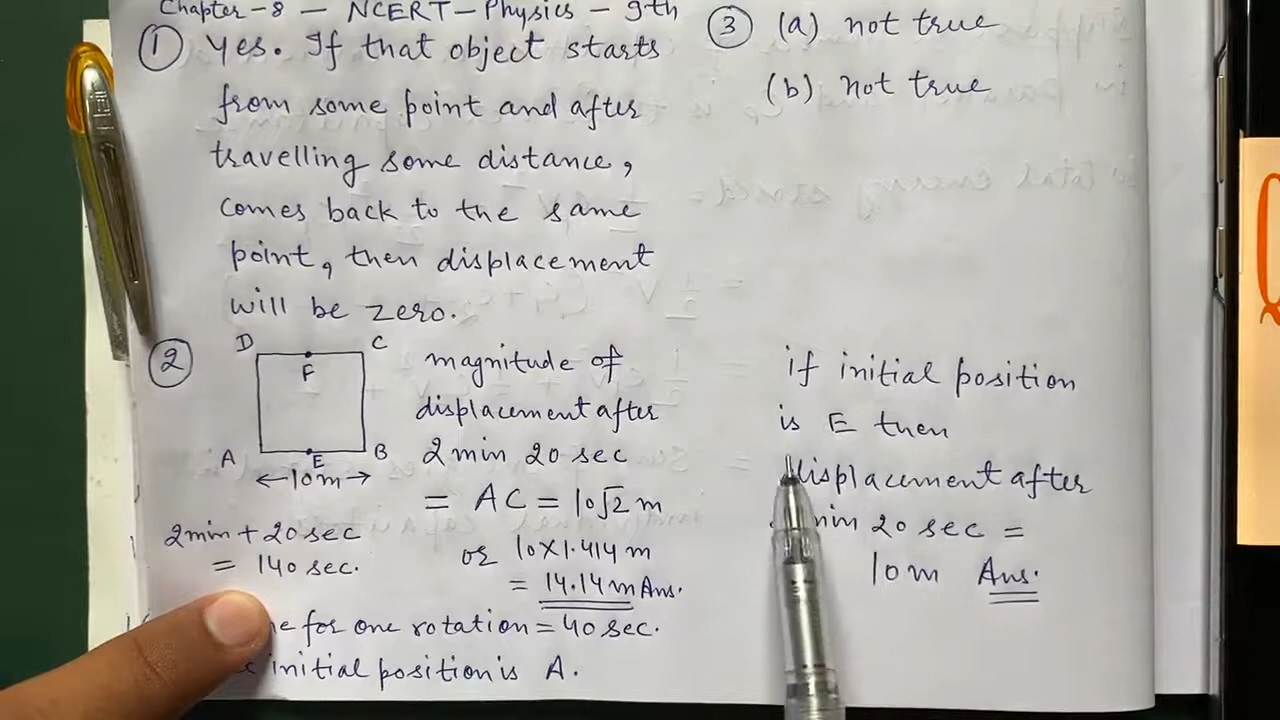 Chapter-8 - NCERT-Physics - 9th
① Yes. If that object starts
from some point and after
travelling some distance,
comes back to the same
point, then displacement
will be zero.
②
D C
F
A E B
←10m→
2min + 20 sec
= 140 sec.
magnitude of
displacement after
2 min 20 sec
= AC = 10√2 m
or 10×1.414 m
= 14.14m Ans.
for one rotation = 40 sec.
initial position is A.
③ (a) not true
(b) not true
if initial position
is E then
displacement after
min 20 sec =
10m Ans.